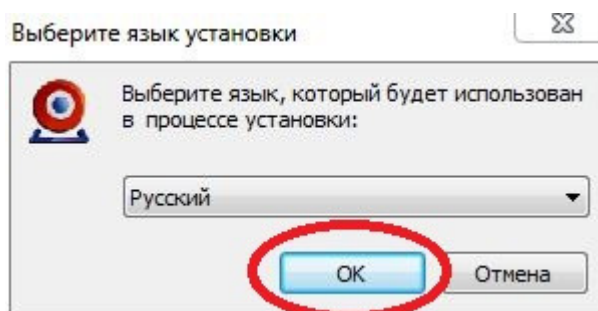 Выберите язык установки
Выберите язык, который будет использован
в процессе установки:
Русский
OK
Отмена